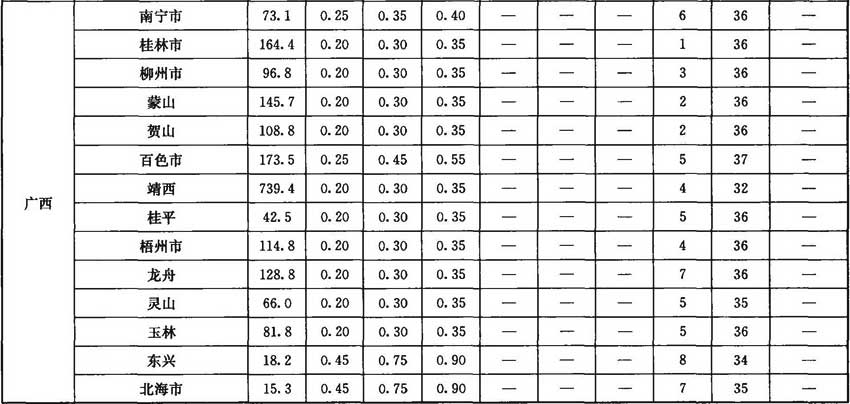 广西
南宁市 73.1 0.25 0.35 0.40 — — — 6 36 —
桂林市 164.4 0.20 0.30 0.35 — — — 1 36 —
柳州市 96.8 0.20 0.30 0.35 — — — 3 36 —
蒙山 145.7 0.20 0.30 0.35 — — — 2 36 —
贺山 108.8 0.20 0.30 0.35 — — — 2 36 —
百色市 173.5 0.25 0.45 0.55 — — — 5 37 —
靖西 739.4 0.20 0.30 0.35 — — — 4 32 —
桂平 42.5 0.20 0.30 0.35 — — — 5 36 —
梧州市 114.8 0.20 0.30 0.35 — — — 4 36 —
龙舟 128.8 0.20 0.30 0.35 — — — 7 36 —
灵山 66.0 0.20 0.30 0.35 — — — 5 35 —
玉林 81.8 0.20 0.30 0.35 — — — 5 36 —
东兴 18.2 0.45 0.75 0.90 — — — 8 34 —
北海市 15.3 0.45 0.75 0.90 — — — 7 35 —